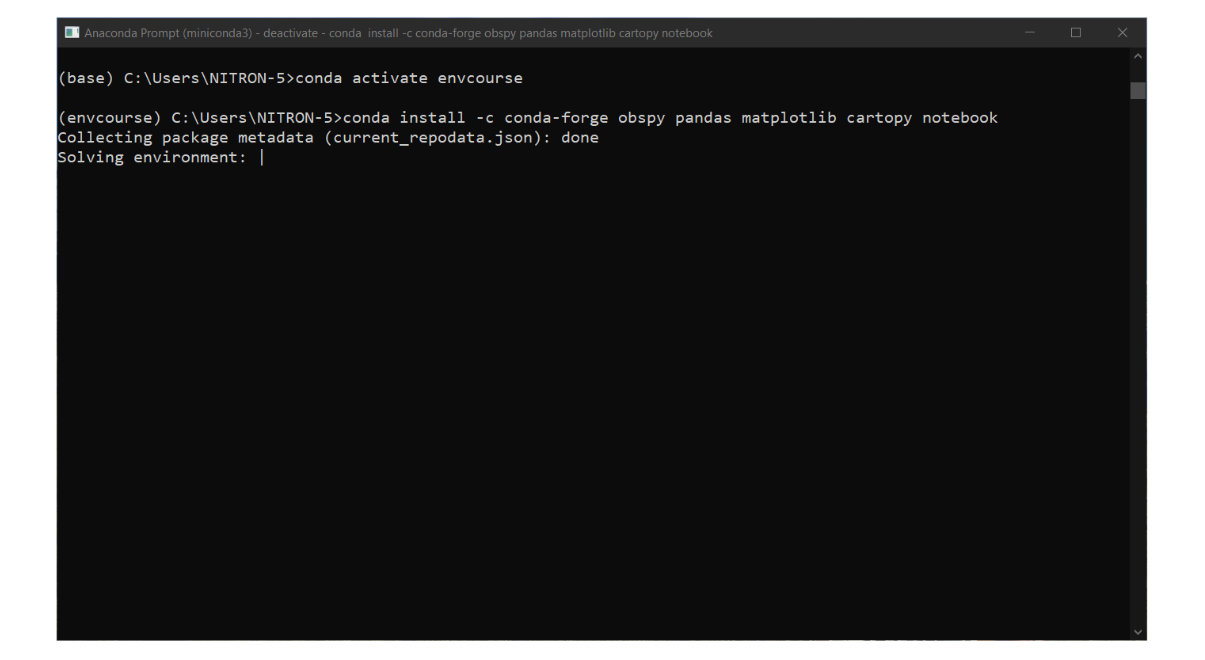 Anaconda Prompt (miniconda3) - deactivate - conda  install -c conda-forge obspy pandas matplotlib cartopy notebook
(base) C:\Users\NITRON-5>conda activate envcourse
(envcourse) C:\Users\NITRON-5>conda install -c conda-forge obspy pandas matplotlib cartopy notebook
Collecting package metadata (current_repodata.json): done
Solving environment: |